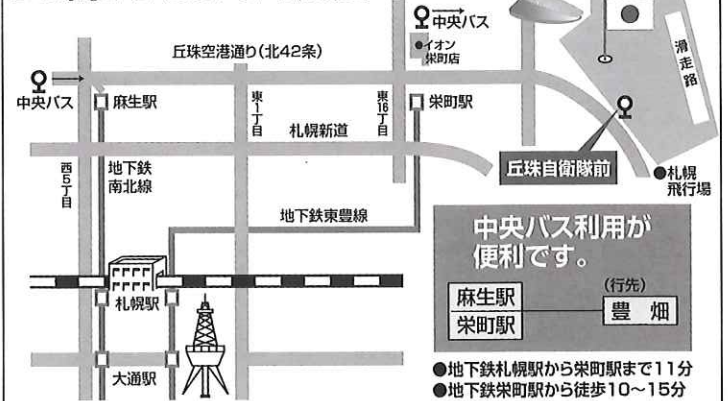 中央バス
イオン
栄町店
丘珠空港通り(北42条)
滑走路
中央バス
麻生駅
東1丁目
東16丁目
栄町駅
札幌新道
西5丁目
地下鉄
南北線
丘珠自衛隊前
●札幌
飛行場
地下鉄東豊線
中央バス利用が
便利です。
(行先)
麻生駅
栄町駅
豊畑
札幌駅
大通駅
●地下鉄札幌駅から栄町駅まで11分
●地下鉄栄町駅から徒歩10～15分